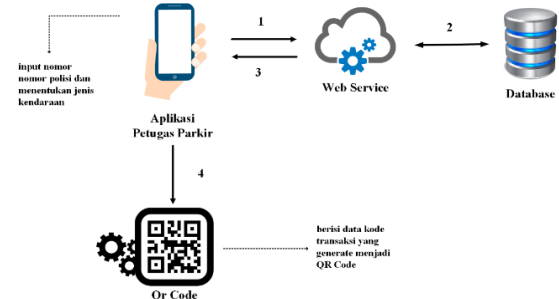 1
2
3
input nomor
nomor polisi dan
menentukan jenis
kendaraan
Web Service
Database
Aplikasi
Petugas Parkir
4
berisi data kode
transaksi yang
generate menjadi
QR Code
Qr Code